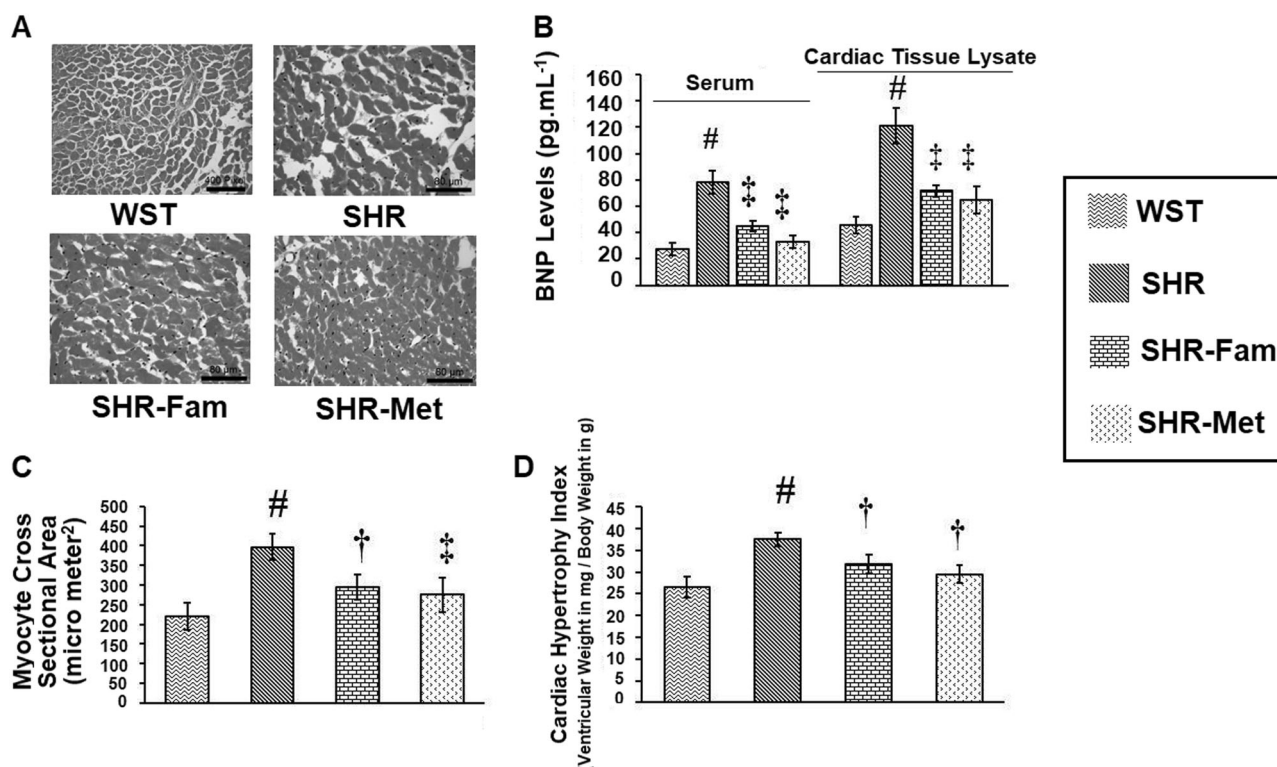 A
WST
SHR
80 µm
SHR-Fam
SHR-Met
80 µm
80 µm
B
Cardiac Tissue Lysate
Serum
BNP Levels (pg.mL-1)
160
140
120
100
80
60
40
20
0
#
‡
‡
#
‡
‡
WST
SHR
SHR-Fam
SHR-Met
C
Myocyte Cross
Sectional Area
(micro meter2)
500
450
400
350
300
250
200
150
100
50
0
#
†
‡
D
Cardiac Hypertrophy Index
Ventricular Weight in mg / Body Weight in g)
45
40
35
30
25
20
15
10
5
0
#
†
†